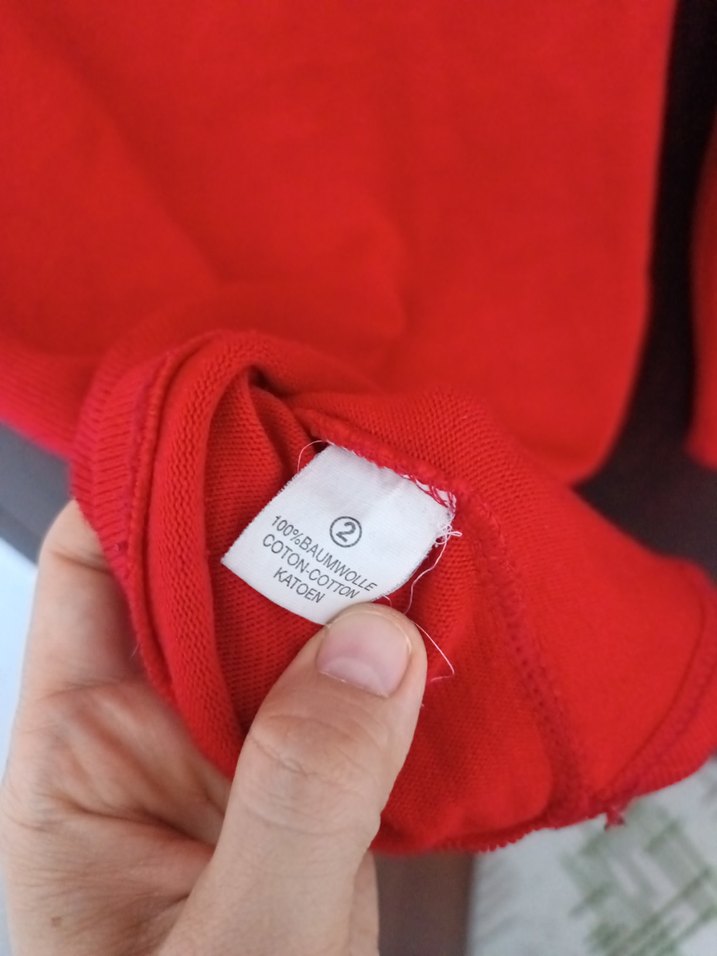 ②
100%BAUMWOLLE
COTON-COTTON
KATOEN